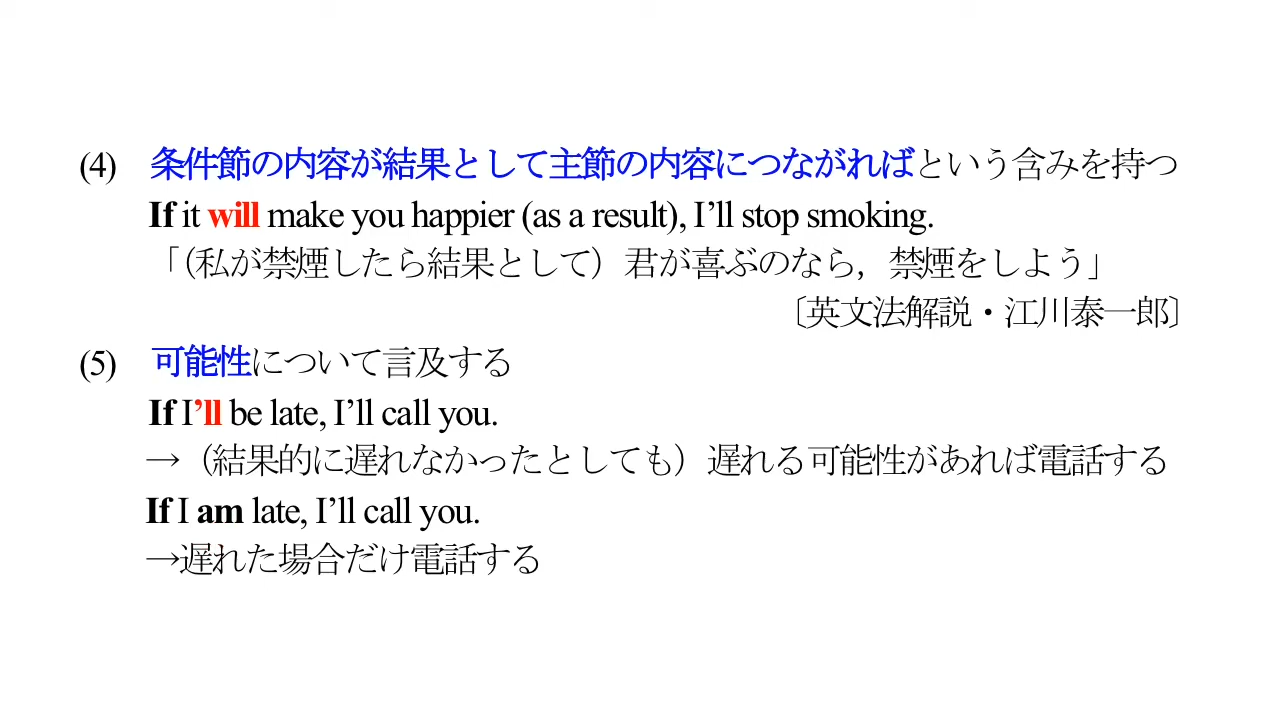 (4) 条件節の内容が結果として主節の内容につながればという含みを持つ
If it will make you happier (as a result), I’ll stop smoking.
「（私が禁煙したら結果として）君が喜ぶのなら，禁煙をしよう」
〔英文法解説・江川泰一郎〕
(5) 可能性について言及する
If I’ll be late, I’ll call you.
→（結果的に遅れなかったとしても）遅れる可能性があれば電話する
If I am late, I’ll call you.
→遅れた場合だけ電話する